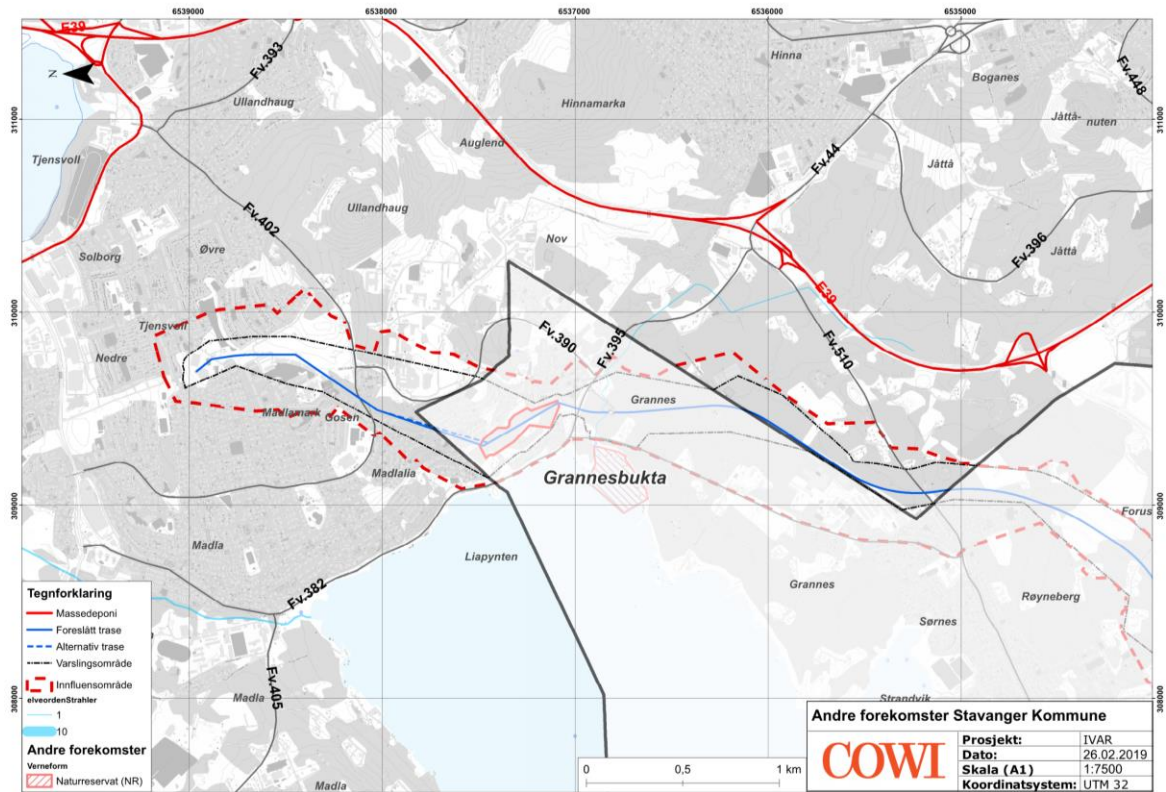 6539000
6538000
6537000
6536000
6535000
E39
N
Fv.393
Ullandhaug
Hinna
Hinnamarka
Boganes
Fv.448
311000
311000
Jåttå-
nuten
Tjensvoll
Auglend
Jåttå
Fv.44
Ullandhaug
Fv.402
Solborg
Øvre
Nov
Fv.396
Jåttå
E39
310000
310000
Tjensvoll
Nedre
Fv.390
Fv.395
Fv.510
Grannes
Madlamark
Gosen
Madlalia
Grannesbukta
309000
309000
Forus
Madla
Liapynten
Grannes
Røyneberg
Fv.382
Sørnes
Fv.405
Madla
308000
308000
Strandvik
Madla
Tegnforklaring
Massedeponi
Foreslått trase
Alternativ trase
Varslingsområde
Innfluensområde
elveordenStrahler
1
10
Andre forekomster
Verneform
Naturreservat (NR)
0
0,5
1 km
Andre forekomster Stavanger Kommune
COWI
Prosjekt: IVAR
Dato: 26.02.2019
Skala (A1) 1:7500
Koordinatsystem: UTM 32